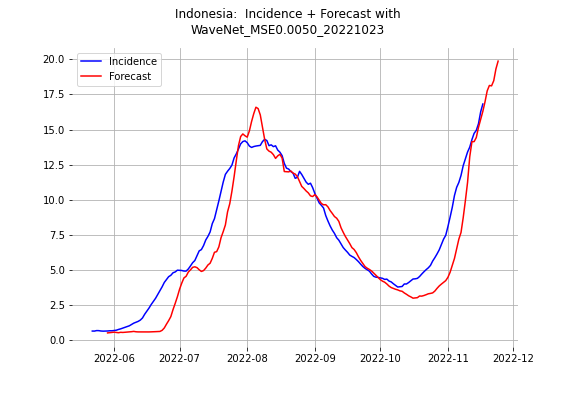 Indonesia:  Incidence + Forecast with
WaveNet_MSE0.0050_20221023
Incidence
Forecast
20.0
17.5
15.0
12.5
10.0
7.5
5.0
2.5
0.0
2022-06 2022-07 2022-08 2022-09 2022-10 2022-11 2022-12